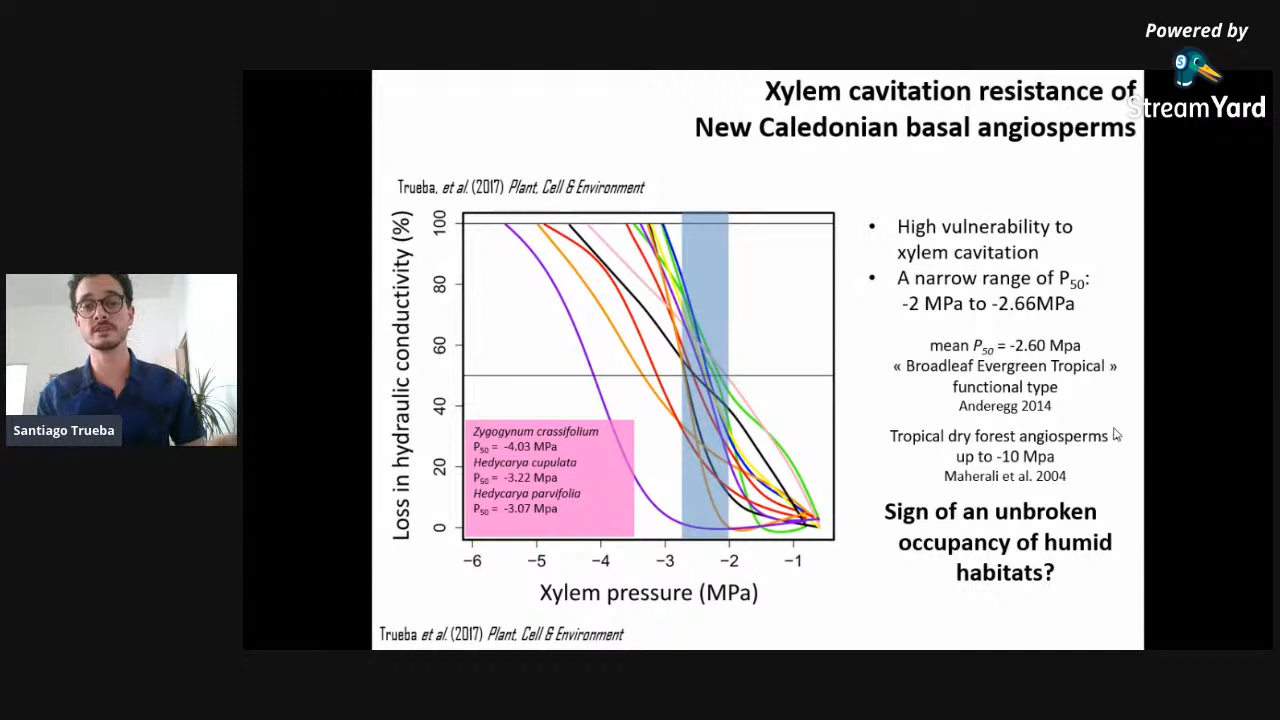 Powered by
StreamYard
Xylem cavitation resistance of
New Caledonian basal angiosperms
Trueba, et al. (2017) Plant, Cell & Environment
Loss in hydraulic conductivity (%)
100
80
60
40
20
0
Zygogynum crassifolium
P50 = -4.03 MPa
Hedycarya cupulata
P50 = -3.22 MPa
Hedycarya parvifolia
P50 = -3.07 Mpa
−6 −5 −4 −3 −2 −1
Xylem pressure (MPa)
• High vulnerability to
xylem cavitation
• A narrow range of P50:
-2 MPa to -2.66MPa
mean P50 = -2.60 Mpa
« Broadleaf Evergreen Tropical »
functional type
Anderegg 2014
Tropical dry forest angiosperms
up to -10 Mpa
Maherali et al. 2004
Sign of an unbroken
occupancy of humid
habitats?
Trueba et al. (2017) Plant, Cell & Environment
Santiago Trueba